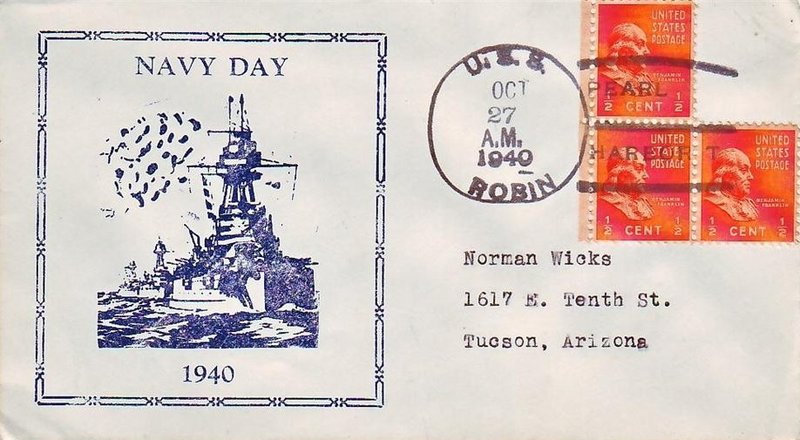 NAVY DAY
1940
U.S.S.
OCT
27
A.M.
1940
ROBIN
PEARL
UNITED
STATES
POSTAGE
BENJAMIN
FRANKLIN
1/2 CENT 1/2
UNITED
STATES
POSTAGE
BENJAMIN
FRANKLIN
1/2 CENT 1/2
UNITED
STATES
POSTAGE
BENJAMIN
FRANKLIN
1/2 CENT 1/2
Norman Wicks
1617 E. Tenth St.
Tucson, Arizona